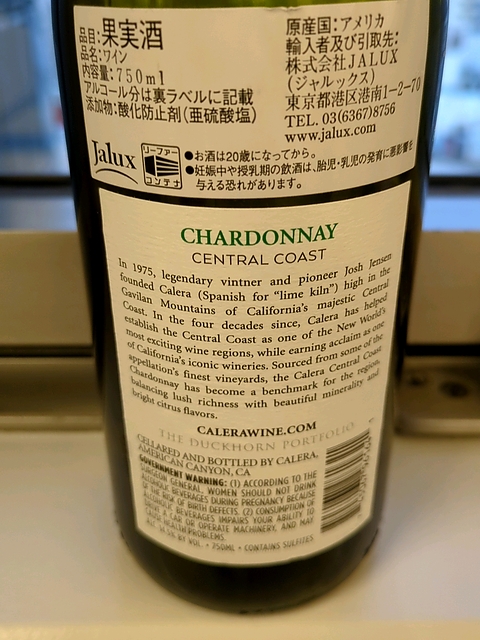 品目:果実酒
品名:ワイン
内容量:750ml
アルコール分は裏ラベルに記載
添加物:酸化防止剤(亜硫酸塩)
原産国:アメリカ
輸入者及び引取先:
株式会社JALUX
(ジャルックス)
東京都港区港南1-2-70
TEL. 03(6367)8756
www.jalux.com
Jalux
リーファー
コンテナ
●お酒は20歳になってから。
●妊娠中や授乳期の飲酒は、胎児・乳児の発育に悪影響を
与える恐れがあります。
CHARDONNAY
CENTRAL COAST
In 1975, legendary vintner and pioneer Josh Jensen
founded Calera (Spanish for "lime kiln") high in the
Gavilan Mountains of California's majestic Central
Coast. In the four decades since, Calera has helped
establish the Central Coast as one of the New World's
most exciting wine regions, while earning acclaim as one
of California's iconic wineries. Sourced from some of the
appellation's finest vineyards, the Calera Central Coast
Chardonnay has become a benchmark for the region,
balancing lush richness with beautiful minerality and
bright citrus flavors.
CALERAWINE.COM
THE DUCKHORN PORTFOLIO
CELLARED AND BOTTLED BY CALERA,
AMERICAN CANYON, CA
GOVERNMENT WARNING: (1) ACCORDING TO THE
SURGEON GENERAL, WOMEN SHOULD NOT DRINK
ALCOHOLIC BEVERAGES DURING PREGNANCY BECAUSE
OF THE RISK OF BIRTH DEFECTS. (2) CONSUMPTION OF
ALCOHOLIC BEVERAGES IMPAIRS YOUR ABILITY TO
DRIVE A CAR OR OPERATE MACHINERY, AND MAY
CAUSE HEALTH PROBLEMS.
BY VOL. • 750ML • CONTAINS SULFITES